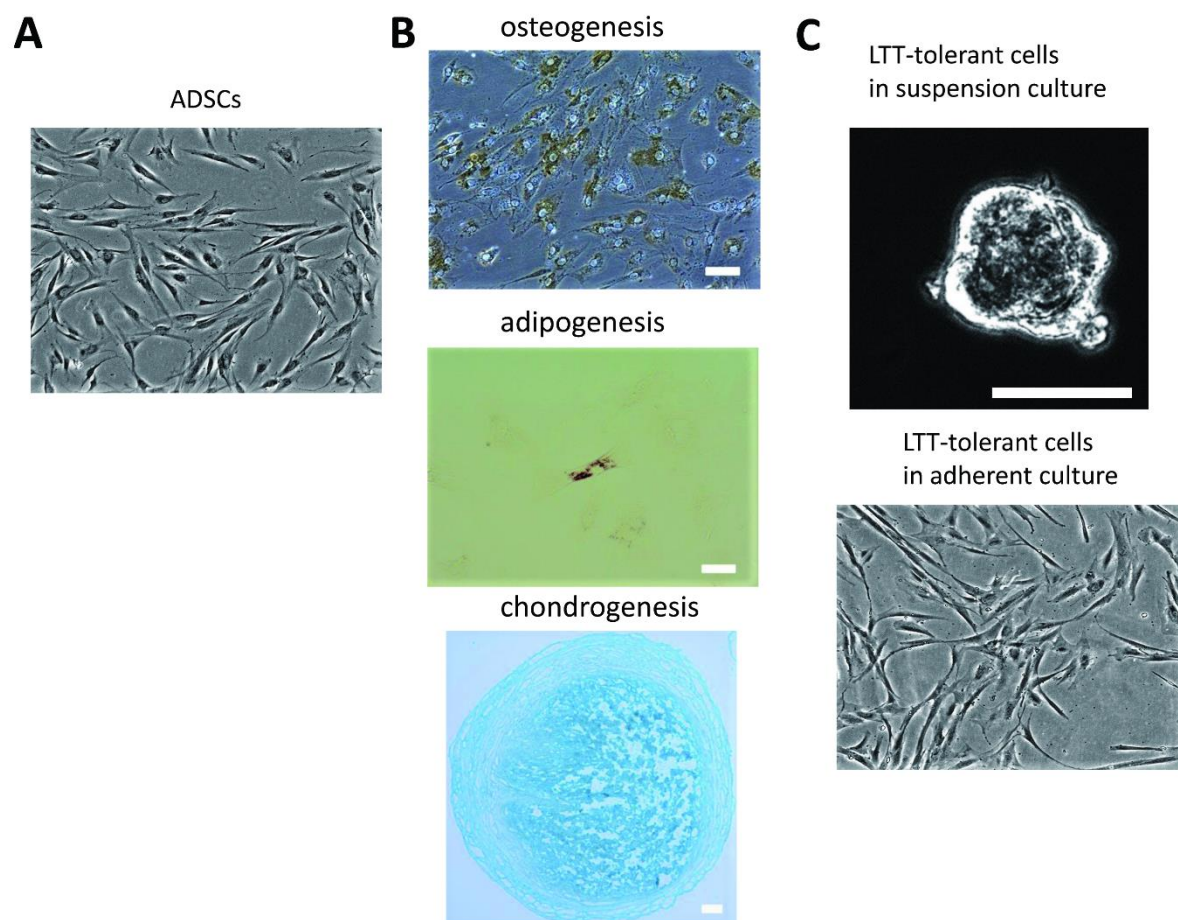 A
ADSCs
B
osteogenesis
adipogenesis
chondrogenesis
C
LTT-tolerant cells
in suspension culture
LTT-tolerant cells
in adherent culture